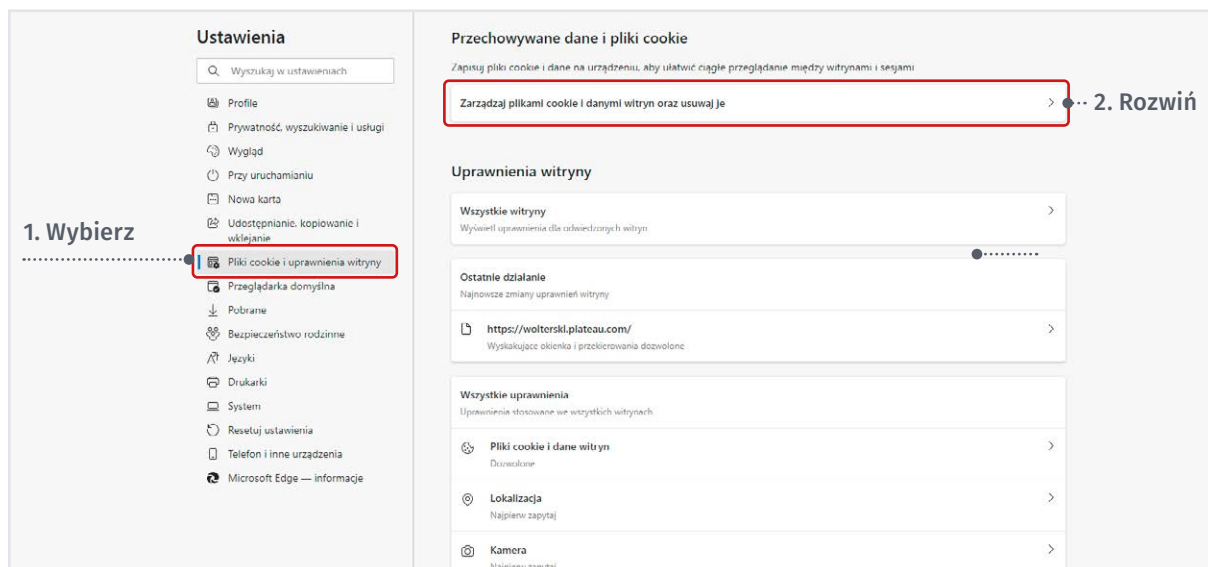 Ustawienia
Wyszukaj w ustawieniach
Profile
Prywatność, wyszukiwanie i usługi
Wygląd
Przy uruchamianiu
Nowa karta
Udostępnianie, kopiowanie i
wklejanie
1. Wybierz
Pliki cookie i uprawnienia witryny
Przeglądarka domyślna
Pobrane
Bezpieczeństwo rodzinne
Języki
Drukarki
System
Resetuj ustawienia
Telefon i inne urządzenia
Microsoft Edge — informacje
Przechowywane dane i pliki cookie
Zapisuj pliki cookie i dane na urządzeniu, aby ułatwić ciągłe przeglądanie między witrynami i sesjami
Zarządzaj plikami cookie i danymi witryn oraz usuwaj je
2. Rozwiń
Uprawnienia witryny
Wszystkie witryny
Wyświetl uprawnienia dla odwiedzonych witryn
Ostatnie działanie
Najnowsze zmiany uprawnień witryny
https://wolterski.plateau.com/
Wyskakujące okienka i przekierowania dozwolone
Wszystkie uprawnienia
Uprawnienia stosowane we wszystkich witrynach
Pliki cookie i dane witryn
Dozwolone
Lokalizacja
Najpierw zapytaj
Kamera
Najpierw zapytaj